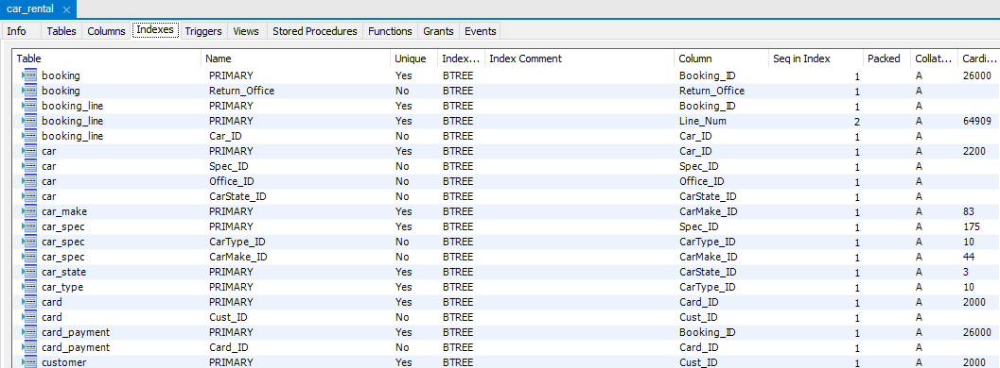 car_rental ×
Info Tables Columns Indexes Triggers Views Stored Procedures Functions Grants Events
Table Name Unique Index... Index Comment Column Seq in Index Packed Collat... Cardi...
booking PRIMARY Yes BTREE Booking_ID 1 A 26000
booking Return_Office No BTREE Return_Office 1 A
booking_line PRIMARY Yes BTREE Booking_ID 1 A
booking_line PRIMARY Yes BTREE Line_Num 2 A 64909
booking_line Car_ID No BTREE Car_ID 1 A
car PRIMARY Yes BTREE Car_ID 1 A 2200
car Spec_ID No BTREE Spec_ID 1 A
car Office_ID No BTREE Office_ID 1 A
car CarState_ID No BTREE CarState_ID 1 A
car_make PRIMARY Yes BTREE CarMake_ID 1 A 83
car_spec PRIMARY Yes BTREE Spec_ID 1 A 175
car_spec CarType_ID No BTREE CarType_ID 1 A 10
car_spec CarMake_ID No BTREE CarMake_ID 1 A 44
car_state PRIMARY Yes BTREE CarState_ID 1 A 3
car_type PRIMARY Yes BTREE CarType_ID 1 A 10
card PRIMARY Yes BTREE Card_ID 1 A 2000
card Cust_ID No BTREE Cust_ID 1 A
card_payment PRIMARY Yes BTREE Booking_ID 1 A 26000
card_payment Card_ID No BTREE Card_ID 1 A
customer PRIMARY Yes BTREE Cust_ID 1 A 2000